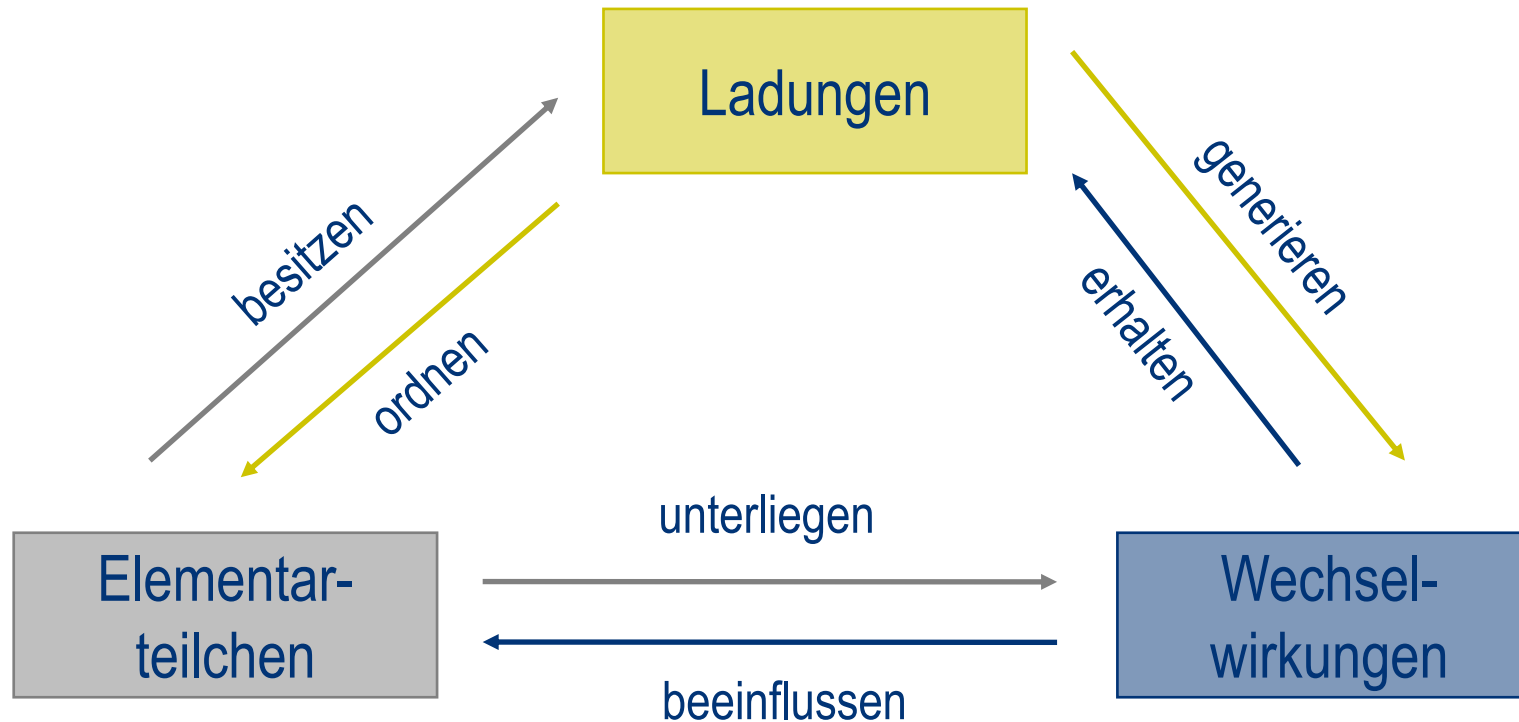 Ladungen
besitzen
ordnen
generieren
erhalten
unterliegen
Elementar-
teilchen
Wechsel-
wirkungen
beeinflussen